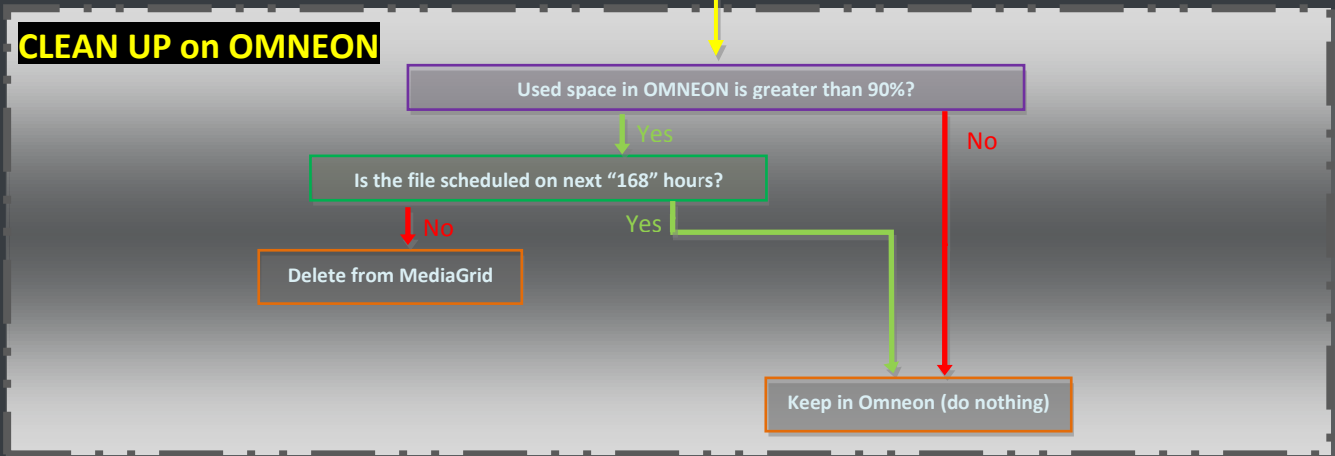 CLEAN UP on OMNEON
Used space in OMNEON is greater than 90%?
Yes
No
Is the file scheduled on next “168” hours?
No
Yes
Delete from MediaGrid
Keep in Omneon (do nothing)